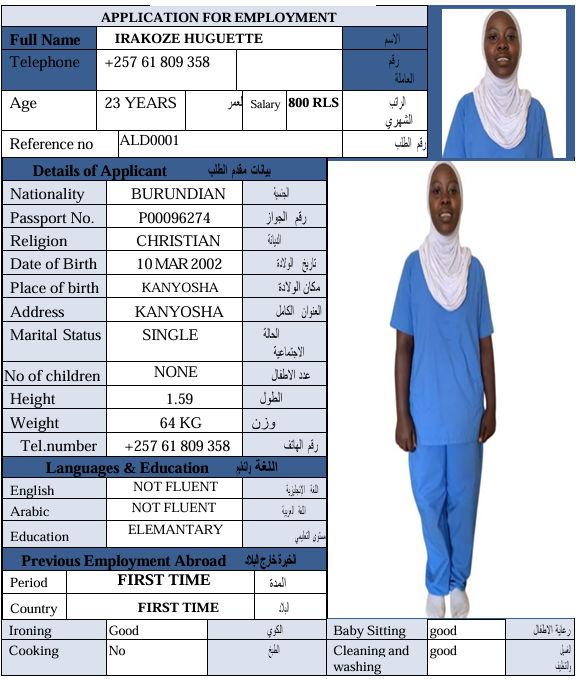 APPLICATION FOR EMPLOYMENT
Full Name IRAKOZE HUGUETTE الاسم
Telephone +257 61 809 358 رقم العاملة
Age 23 YEARS العمر Salary 800 RLS الراتب الشهري
Reference no ALD0001 رقم الطلب
Details of Applicant بيانات مقدم الطلب
Nationality BURUNDIAN الجنسية
Passport No. P00096274 رقم الجواز
Religion CHRISTIAN الديانة
Date of Birth 10 MAR 2002 تاريخ الولادة
Place of birth KANYOSHA مكان الولادة
Address KANYOSHA العنوان الكامل
Marital Status SINGLE الحالة الاجتماعية
No of children NONE عدد الاطفال
Height 1.59 الطول
Weight 64 KG وزن
Tel.number +257 61 809 358 رقم الهاتف
Languages & Education اللغة والتعليم
English NOT FLUENT اللغة الإنجليزية
Arabic NOT FLUENT اللغة العربية
Education ELEMANTARY مستوى التعليمي
Previous Employment Abroad الخبرة خارج البلاد
Period FIRST TIME المدة
Country FIRST TIME البلاد
Ironing Good الكوي Baby Sitting good رعاية الاطفال
Cooking No الطبخ Cleaning and washing good الغسيل والتنظيف